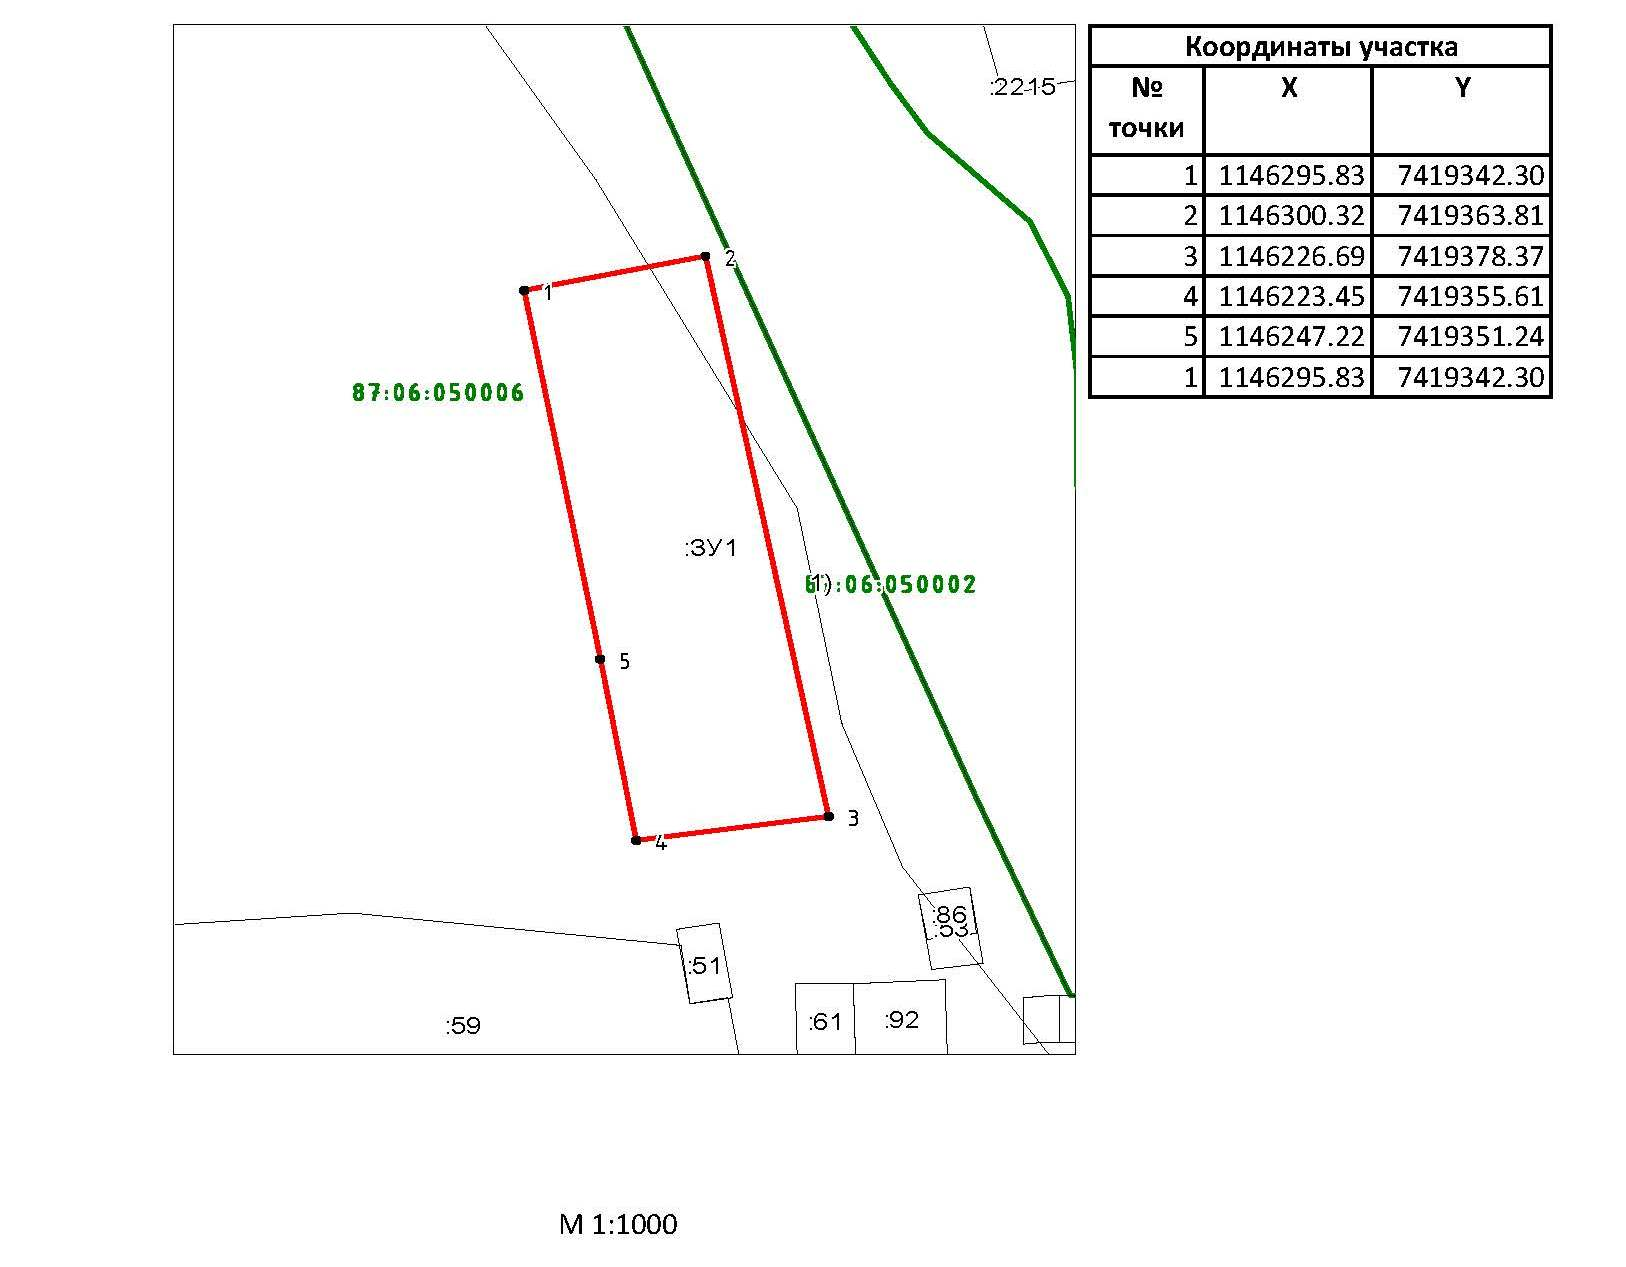 :2215
2
1
87:06:050006
:ЗУ1
:06:050002
5
3
4
:86
:53
:51
:61
:92
:59
М 1:1000
Координаты участка
№ точки X Y
1 1146295.83 7419342.30
2 1146300.32 7419363.81
3 1146226.69 7419378.37
4 1146223.45 7419355.61
5 1146247.22 7419351.24
1 1146295.83 7419342.30